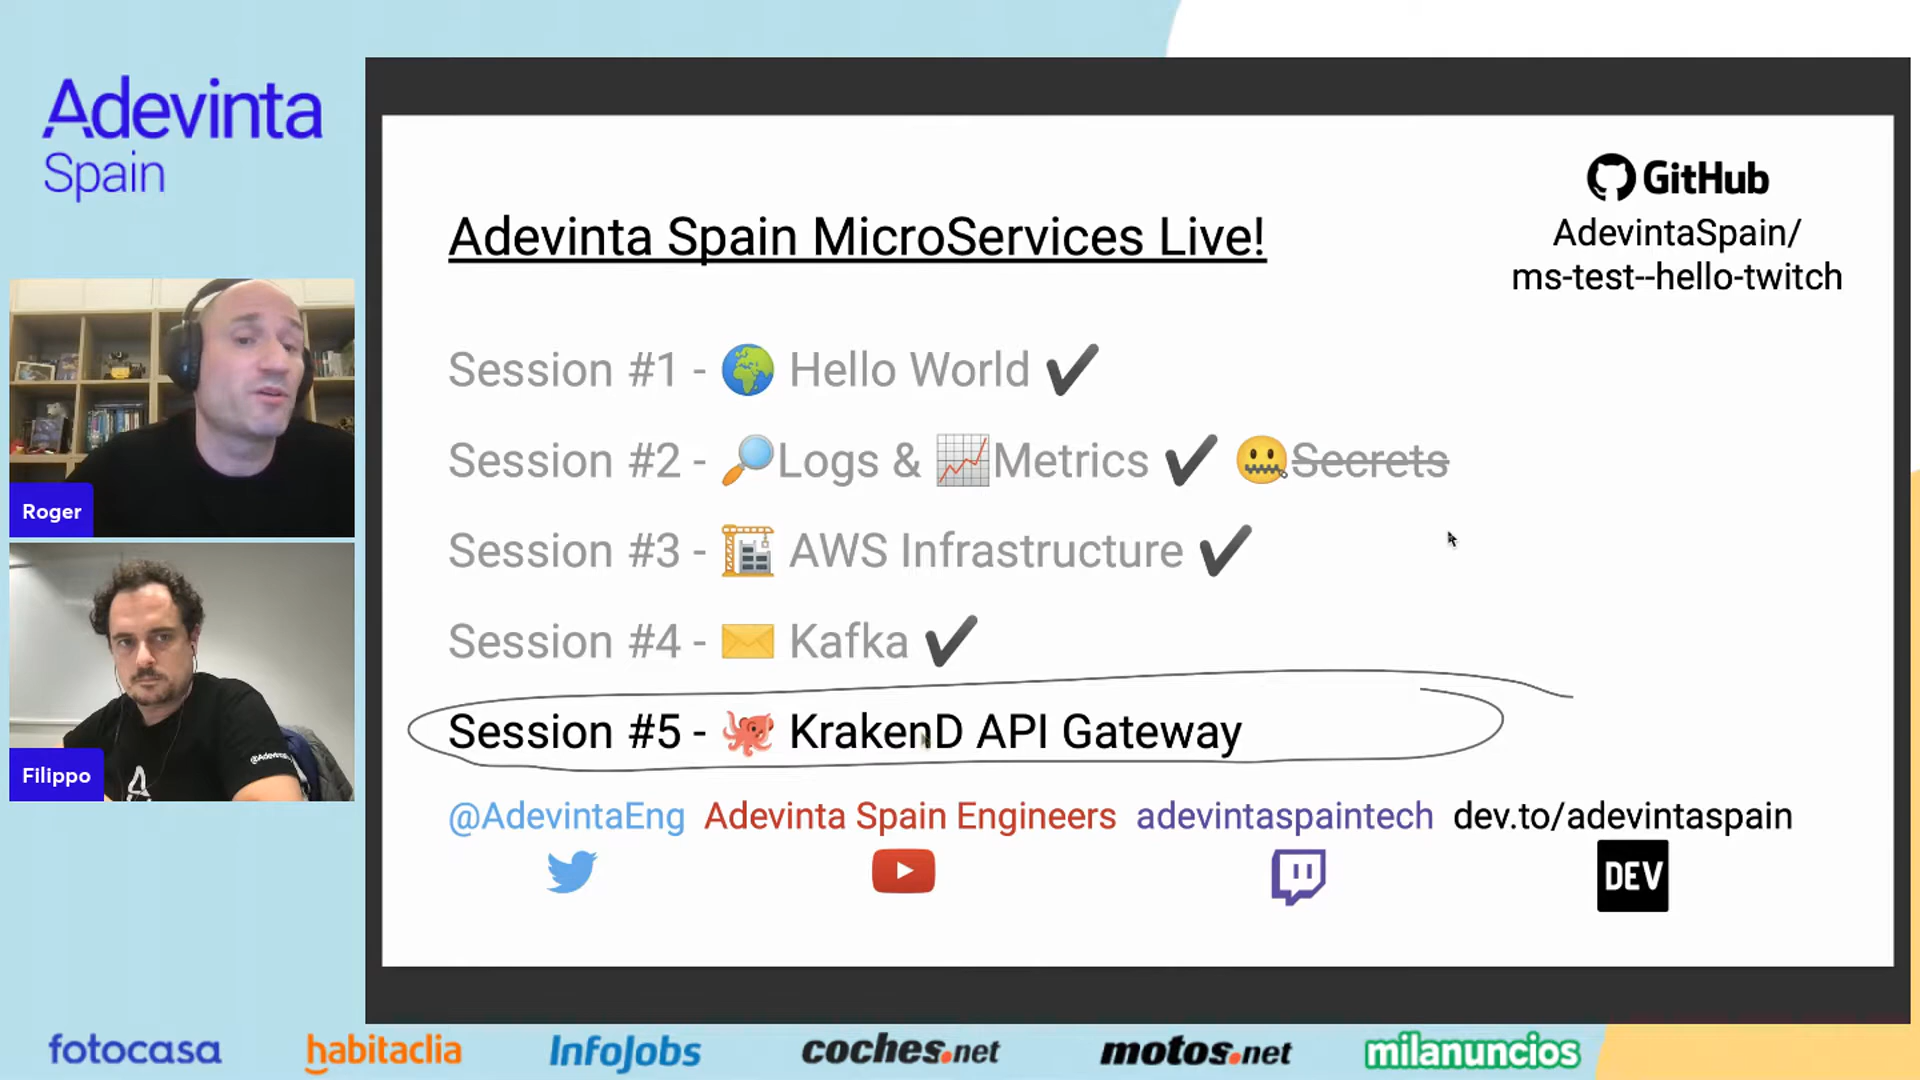 Adevinta
Spain
GitHub
AdevintaSpain/
ms-test--hello-twitch
Adevinta Spain MicroServices Live!
Session #1 - Hello World
Session #2 - Logs & Metrics Secrets
Session #3 - AWS Infrastructure
Session #4 - Kafka
Session #5 - KrakenD API Gateway
@AdevintaEng Adevinta Spain Engineers adevintaspaintech dev.to/adevintaspain
DEV
Roger
Filippo
fotocasa habitaclia InfoJobs coches.net motos.net milanuncios